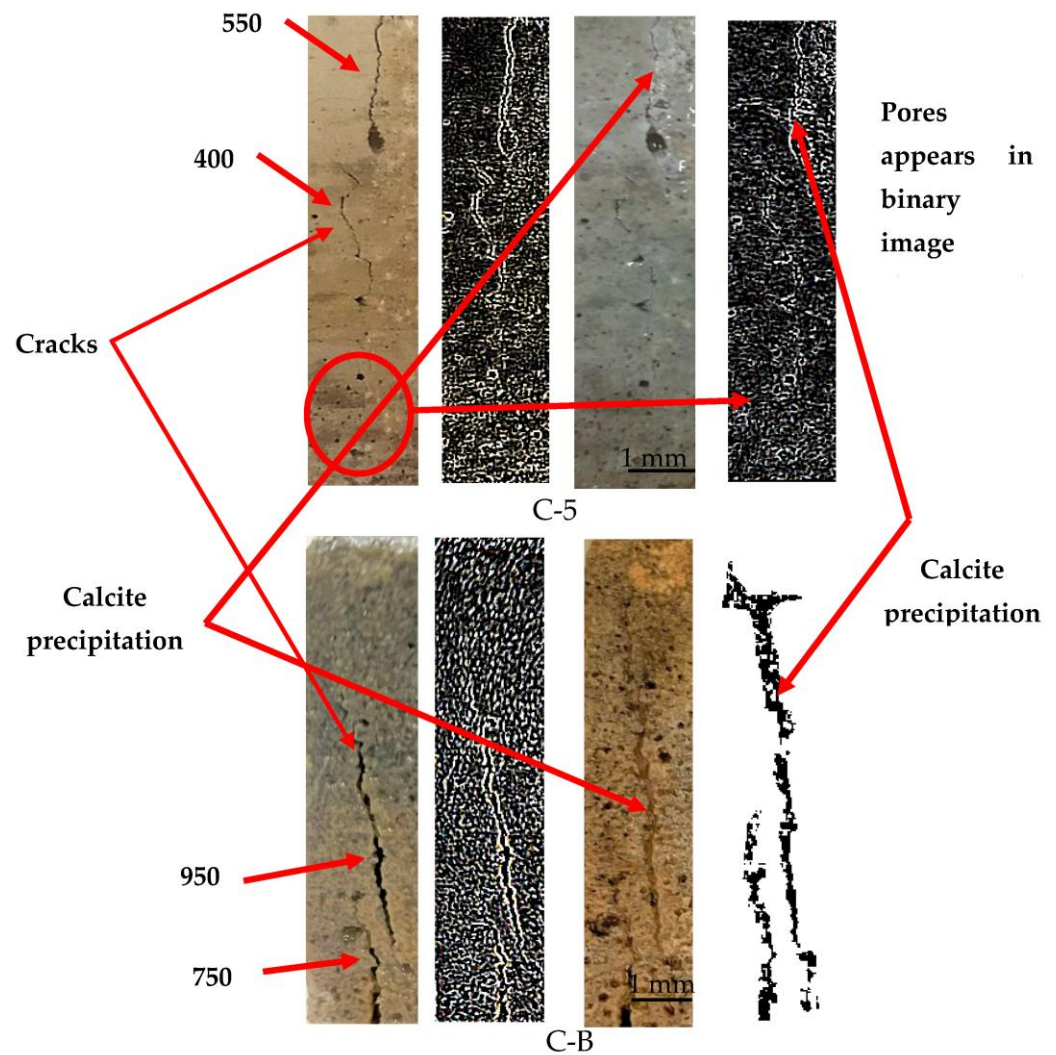 550
Pores
appears in
binary
image
400
Cracks
1 mm
C-5
Calcite
precipitation
Calcite
precipitation
950
750
1 mm
C-B